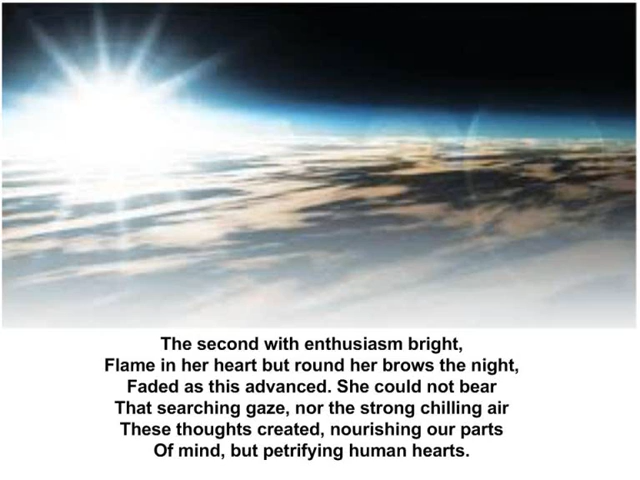 The second with enthusiasm bright,
Flame in her heart but round her brows the night,
Faded as this advanced. She could not bear
That searching gaze, nor the strong chilling air
These thoughts created, nourishing our parts
Of mind, but petrifying human hearts.